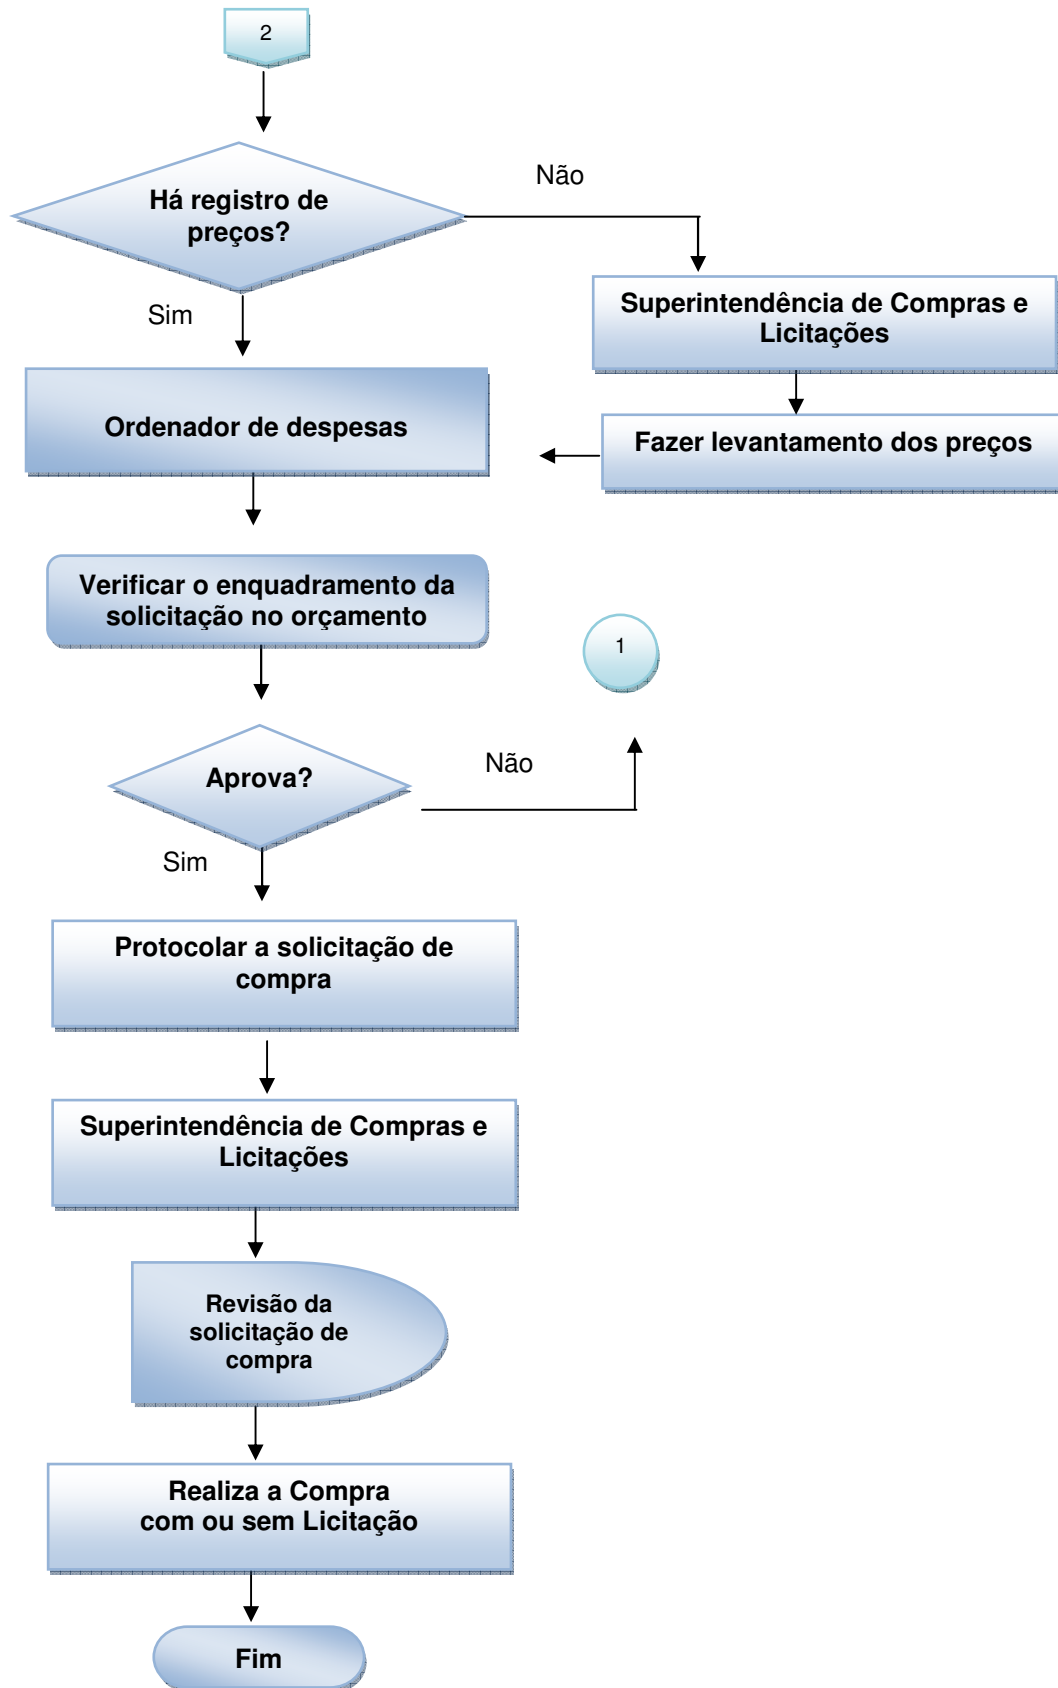 2
Há registro de
preços?
Não
Sim
Superintendência de Compras e
Licitações
Ordenador de despesas
Fazer levantamento dos preços
Verificar o enquadramento da
solicitação no orçamento
1
Aprova?
Não
Sim
Protocolar a solicitação de
compra
Superintendência de Compras e
Licitações
Revisão da
solicitação de
compra
Realiza a Compra
com ou sem Licitação
Fim